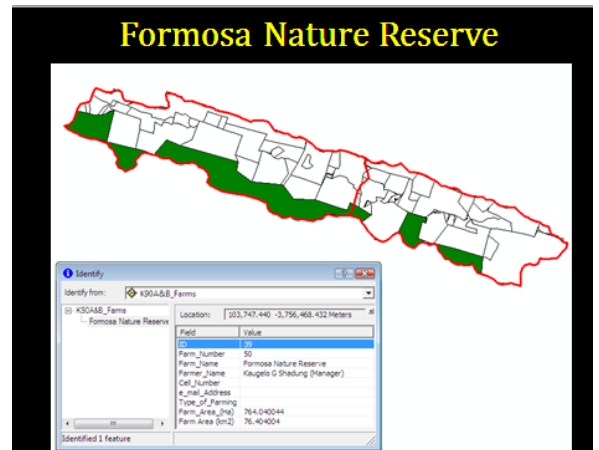 Formosa Nature Reserve
Identify
Identify from: K90A&B_Farms
K90A&B_Farms
Formosa Nature Reserve
Location: 103,747.440 -3,756,468.432 Meters
Field Value
ID 39
Farm_Number 50
Farm_Name Formosa Nature Reserve
Farmer_Name Kaugelo G Shadung (Manager)
Cell_Number
e_mail_Address
Type_of_Farming
Farm_Area_(Ha) 764.040044
Farm Area (km2) 76.404004
Identified 1 feature